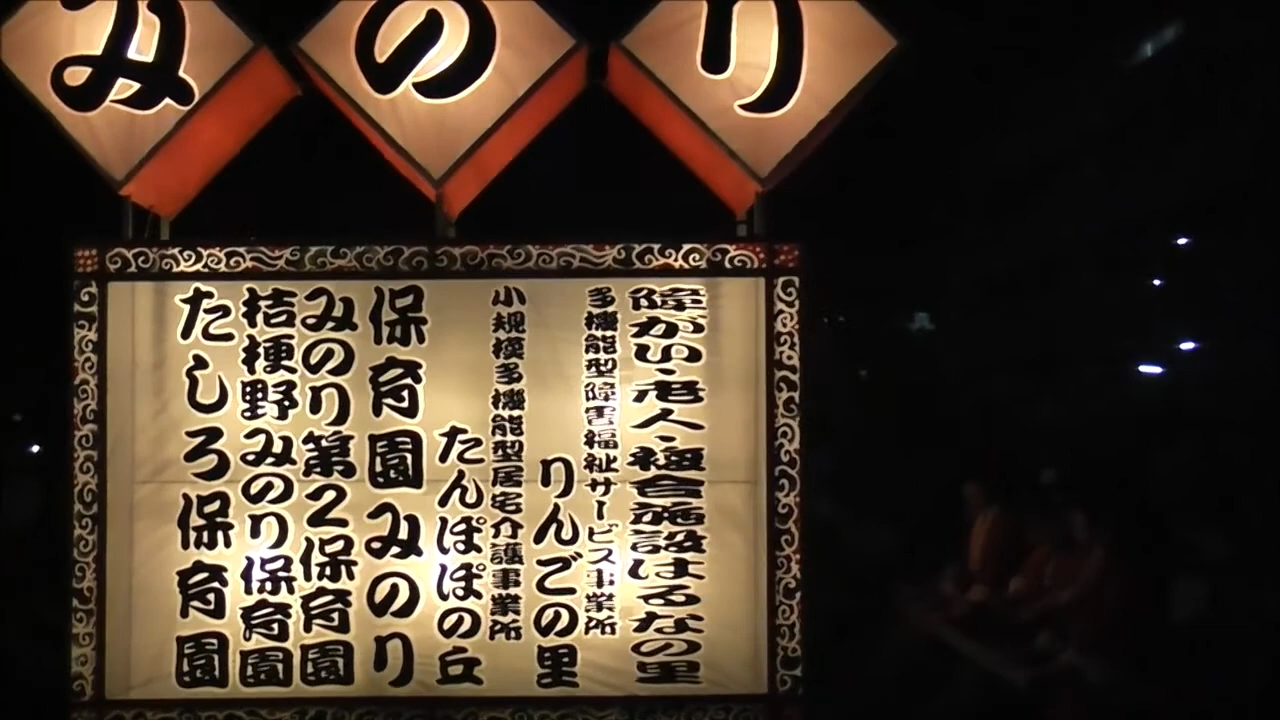 みのり
障がい・老人・複合施設はるなの里
多機能型障害福祉サービス事業所
りんごの里
小規模多機能型居宅介護事業所
たんぽぽの丘
保育園みのり
みのり第2保育園
桔梗野みのり保育園
たしろ保育園